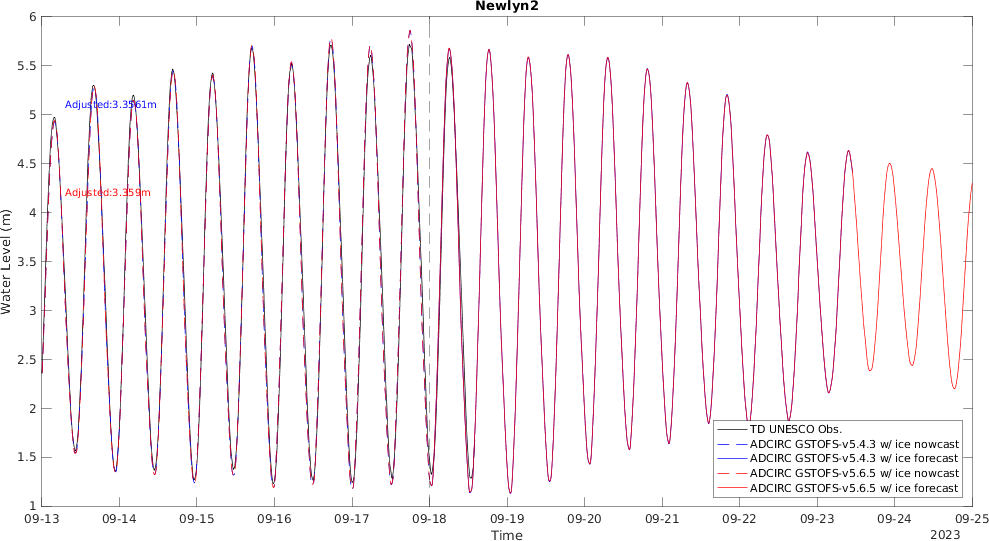 Newlyn2
6
5.5
5
4.5
4
3.5
3
2.5
2
1.5
1
Water Level (m)
Adjusted:3.3561m
Adjusted:3.359m
TD UNESCO Obs.
ADCIRC GSTOFS-v5.4.3 w/ ice nowcast
ADCIRC GSTOFS-v5.4.3 w/ ice forecast
ADCIRC GSTOFS-v5.6.5 w/ ice nowcast
ADCIRC GSTOFS-v5.6.5 w/ ice forecast
09-13 09-14 09-15 09-16 09-17 09-18 09-19 09-20 09-21 09-22 09-23 09-24 09-25
Time
2023